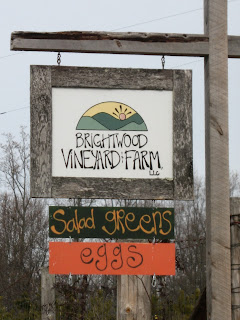 BRIGHTWOOD
VINEYARD & FARM
LLC
Salad greens
eggs